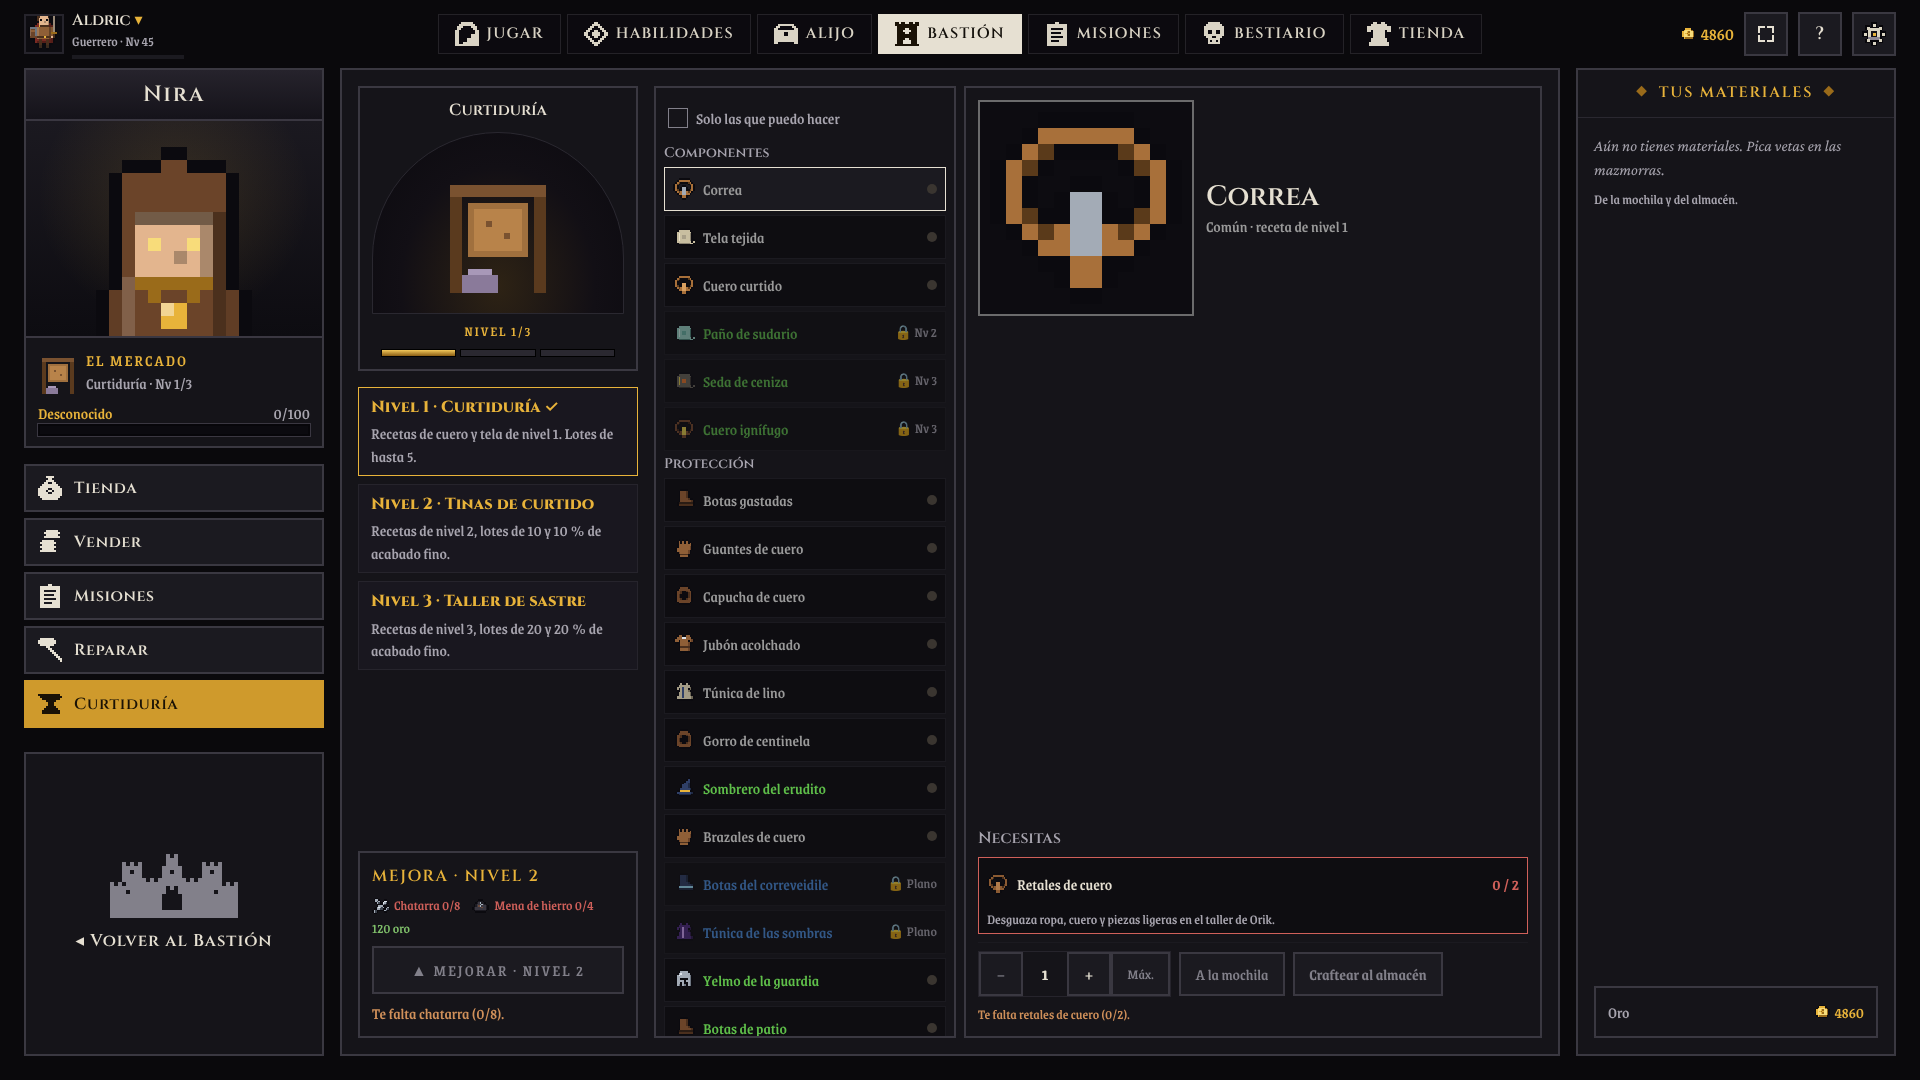 Aldric ▾
Guerrero · Nv 45
Jugar
Habilidades
Alijo
Bastión
Misiones
Bestiario
Tienda
4860
?
Nira
El Mercado
Curtiduría · Nv 1/3
Desconocido 0/100
Tienda
Vender
Misiones
Reparar
Curtiduría
◂ Volver al Bastión
Curtiduría
Nivel 1/3
Nivel 1 · Curtiduría ✓
Recetas de cuero y tela de nivel 1. Lotes de
hasta 5.
Nivel 2 · Tinas de curtido
Recetas de nivel 2, lotes de 10 y 10 % de
acabado fino.
Nivel 3 · Taller de sastre
Recetas de nivel 3, lotes de 20 y 20 % de
acabado fino.
Mejora · Nivel 2
Chatarra 0/8 Mena de hierro 0/4
120 oro
▲ Mejorar · Nivel 2
Te falta chatarra (0/8).
Solo las que puedo hacer
Componentes
Correa
Tela tejida
Cuero curtido
Paño de sudario Nv 2
Seda de ceniza Nv 3
Cuero ignífugo Nv 3
Protección
Botas gastadas
Guantes de cuero
Capucha de cuero
Jubón acolchado
Túnica de lino
Gorro de centinela
Sombrero del erudito
Brazales de cuero
Botas del correveidile Plano
Túnica de las sombras Plano
Yelmo de la guardia
Botas de patio
Correa
Común · receta de nivel 1
Necesitas
Retales de cuero 0 / 2
Desguaza ropa, cuero y piezas ligeras en el taller de Orik.
− 1 + Máx. A la mochila Craftear al almacén
Te falta retales de cuero (0/2).
◆ Tus materiales ◆
Aún no tienes materiales. Pica vetas en las
mazmorras.
De la mochila y del almacén.
Oro 4860